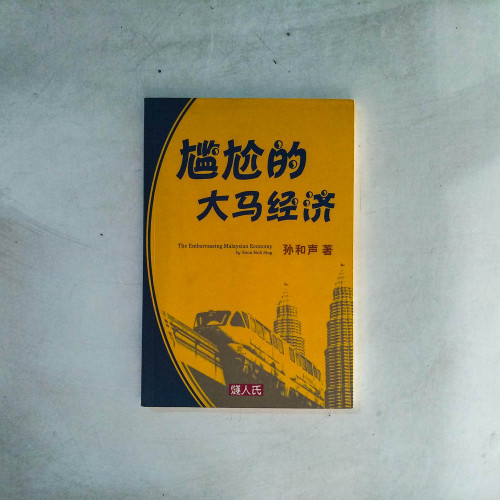 尴尬的
大马经济
The Embarrassing Malaysian Economy
孙和声 著
燧人氏